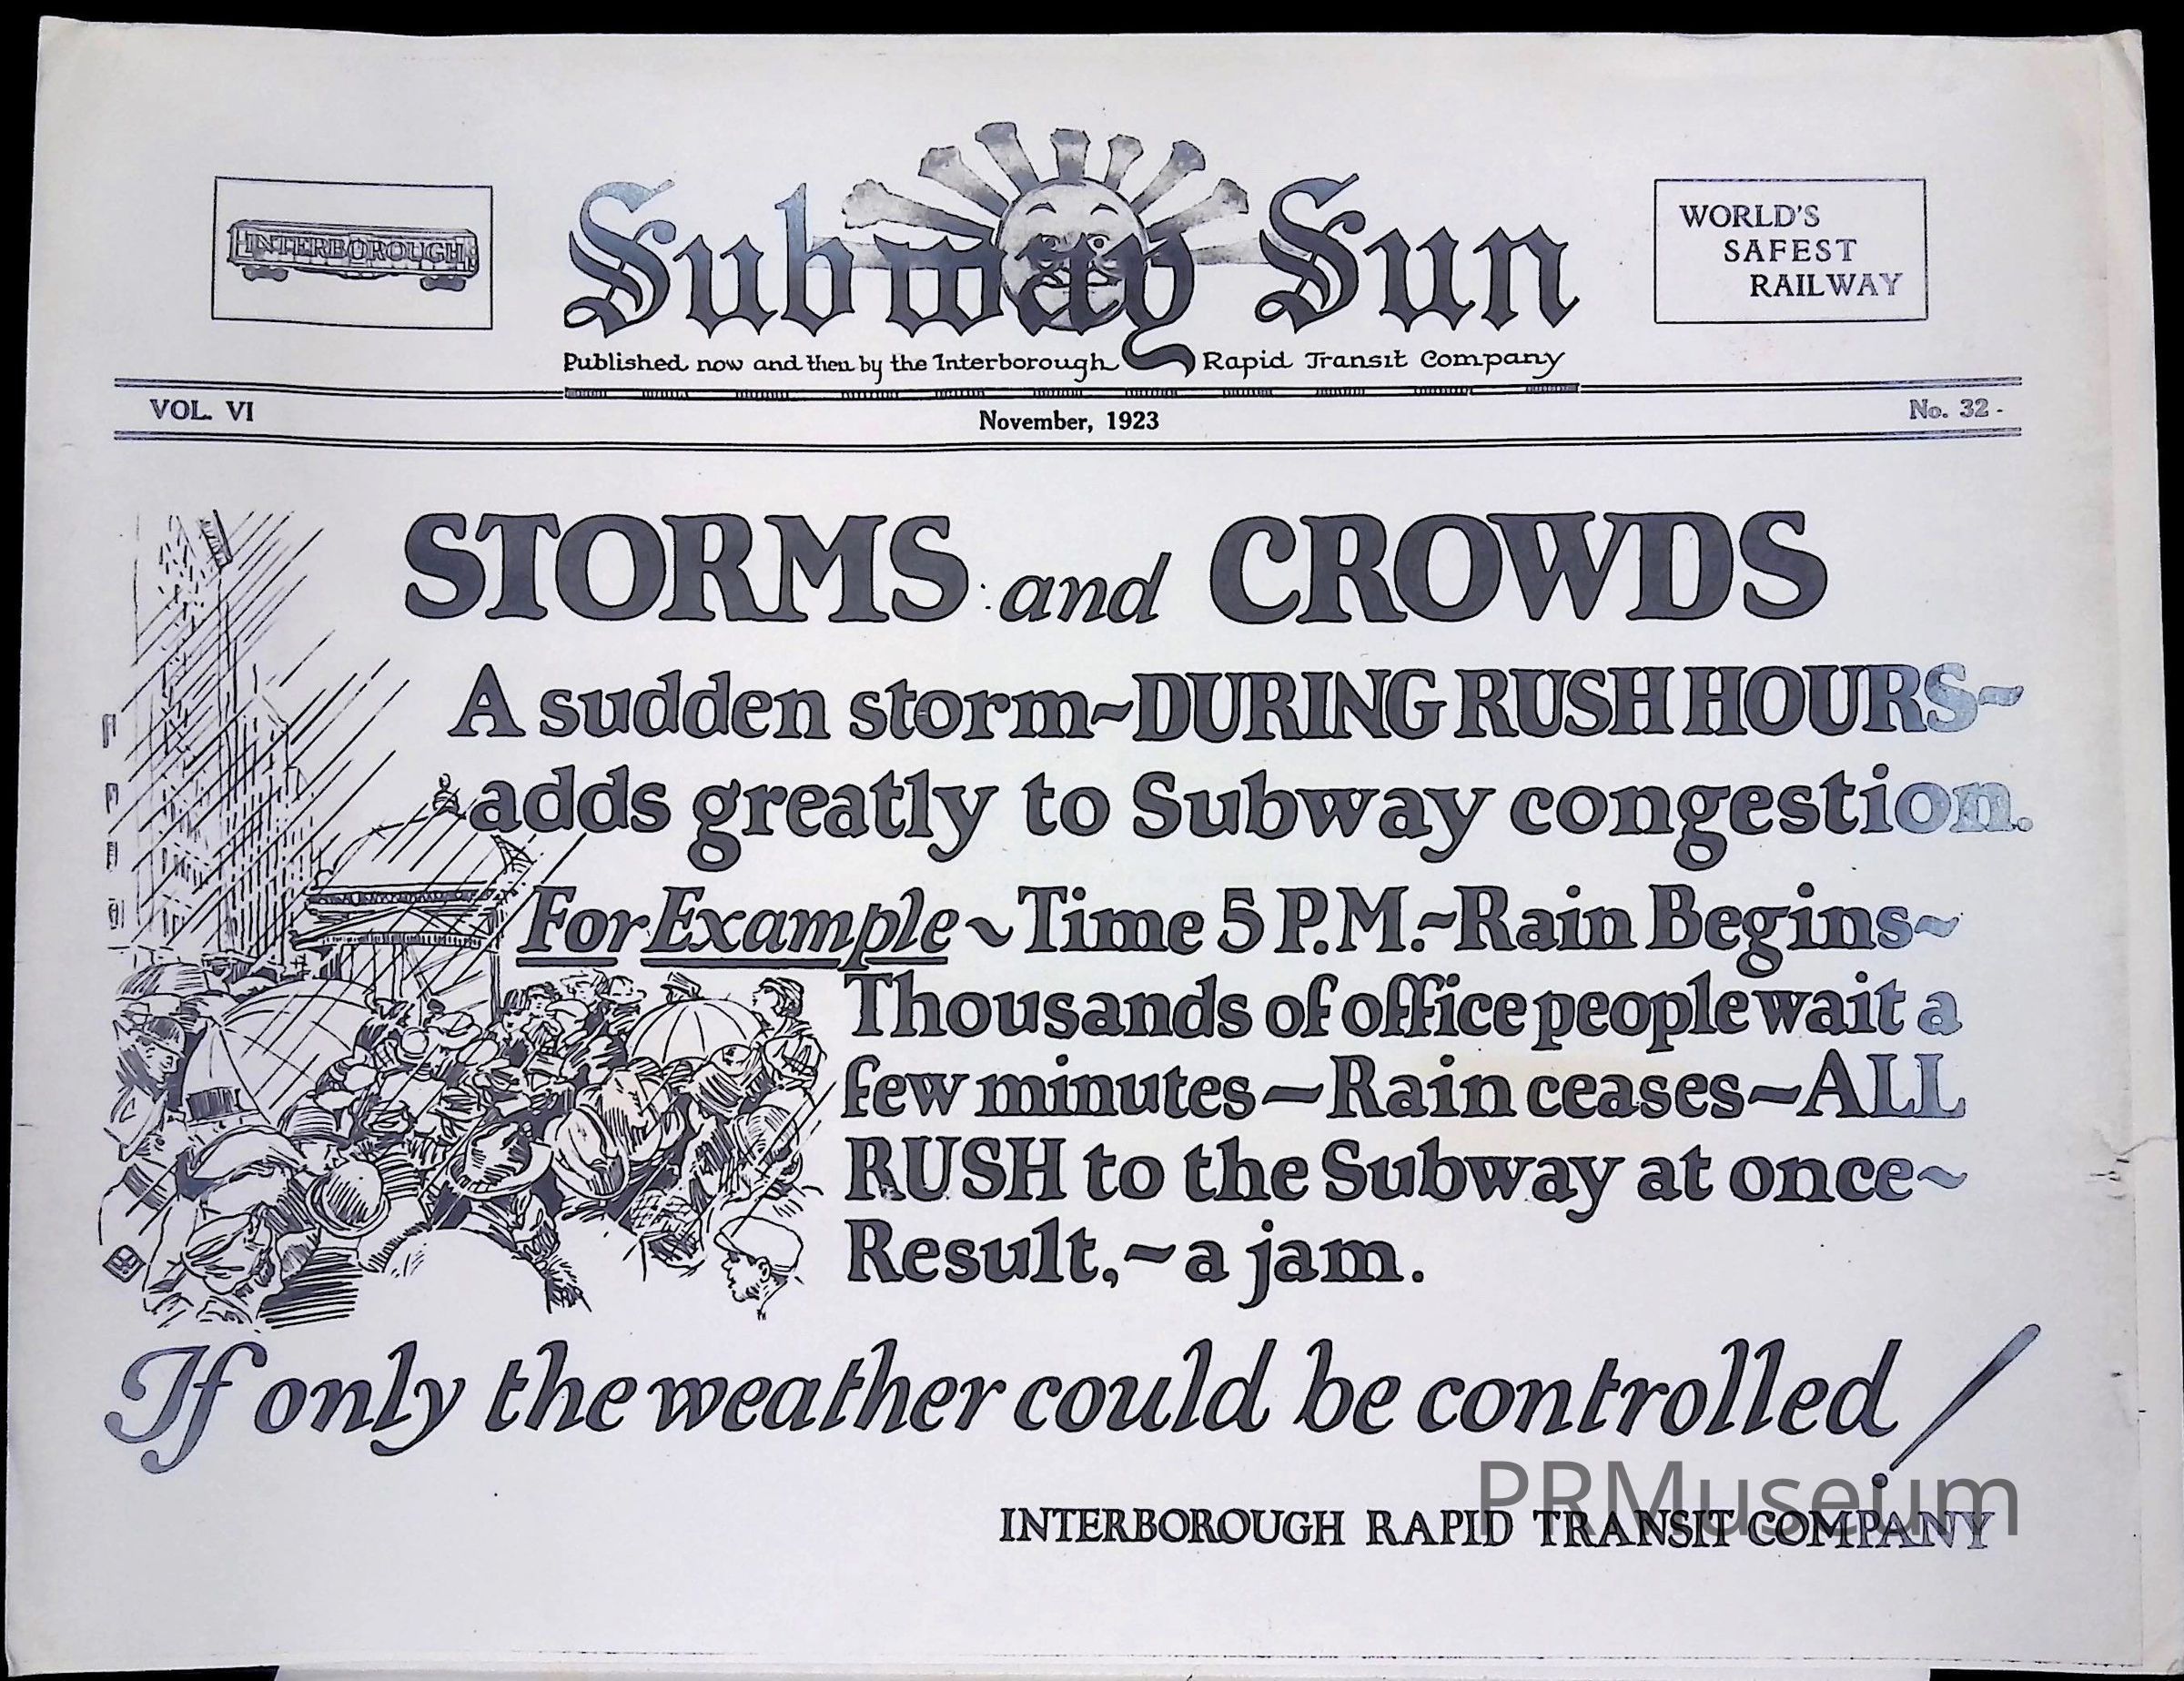 INTERBOROUGH
Subway Sun
WORLD'S
SAFEST
RAILWAY
Published now and then by the Interborough Rapid Transit Company
VOL. VI November, 1923 No. 32
STORMS and CROWDS
A sudden storm~DURING RUSH HOURS~
adds greatly to Subway congestion.
For Example~Time 5 P.M.~Rain Begins~
Thousands of office people wait a
few minutes~Rain ceases~ALL
RUSH to the Subway at once~
Result,~a jam.
If only the weather could be controlled!
PRMuseum
INTERBOROUGH RAPID TRANSIT COMPANY